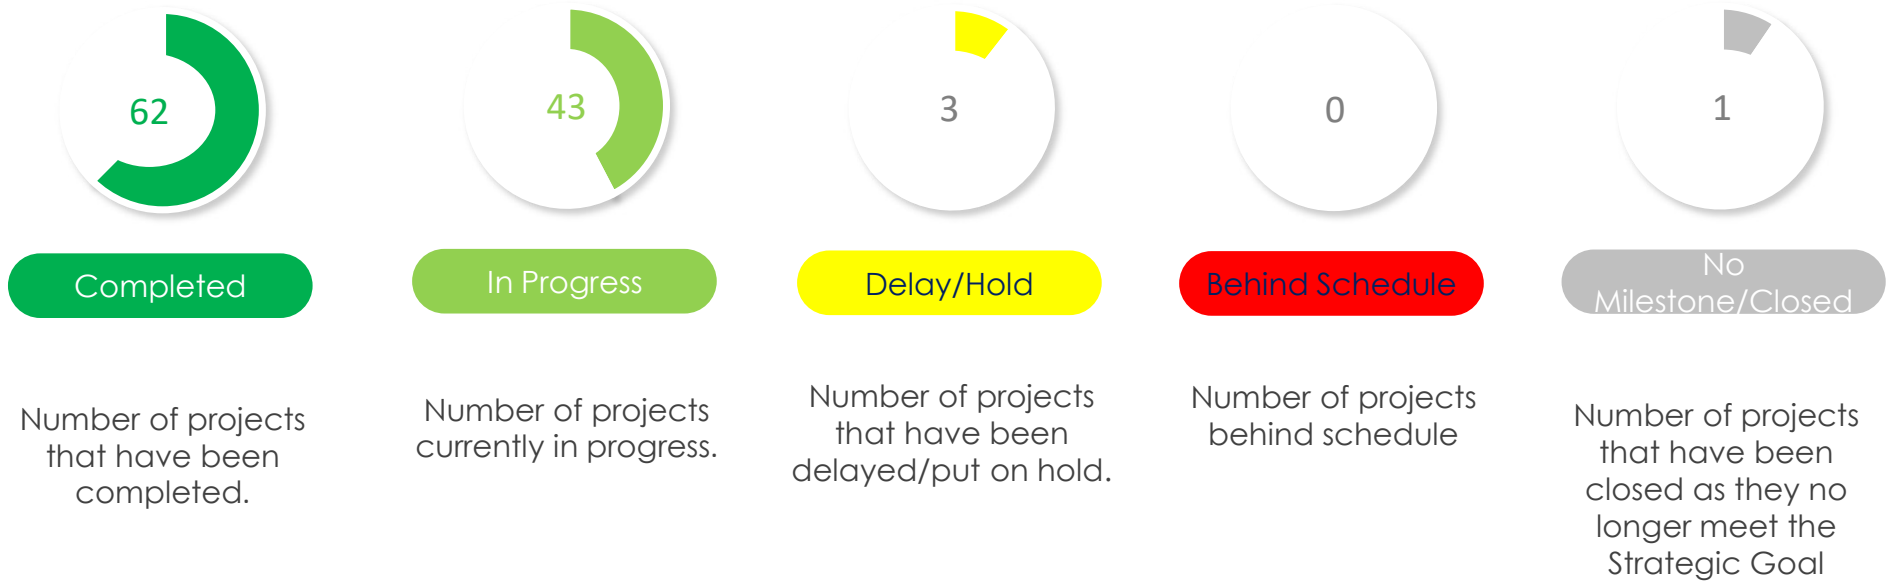 62
Completed
Number of projects
that have been
completed.
43
In Progress
Number of projects
currently in progress.
3
Delay/Hold
Number of projects
that have been
delayed/put on hold.
0
Behind Schedule
Number of projects
behind schedule
1
No
Milestone/Closed
Number of projects
that have been
closed as they no
longer meet the
Strategic Goal